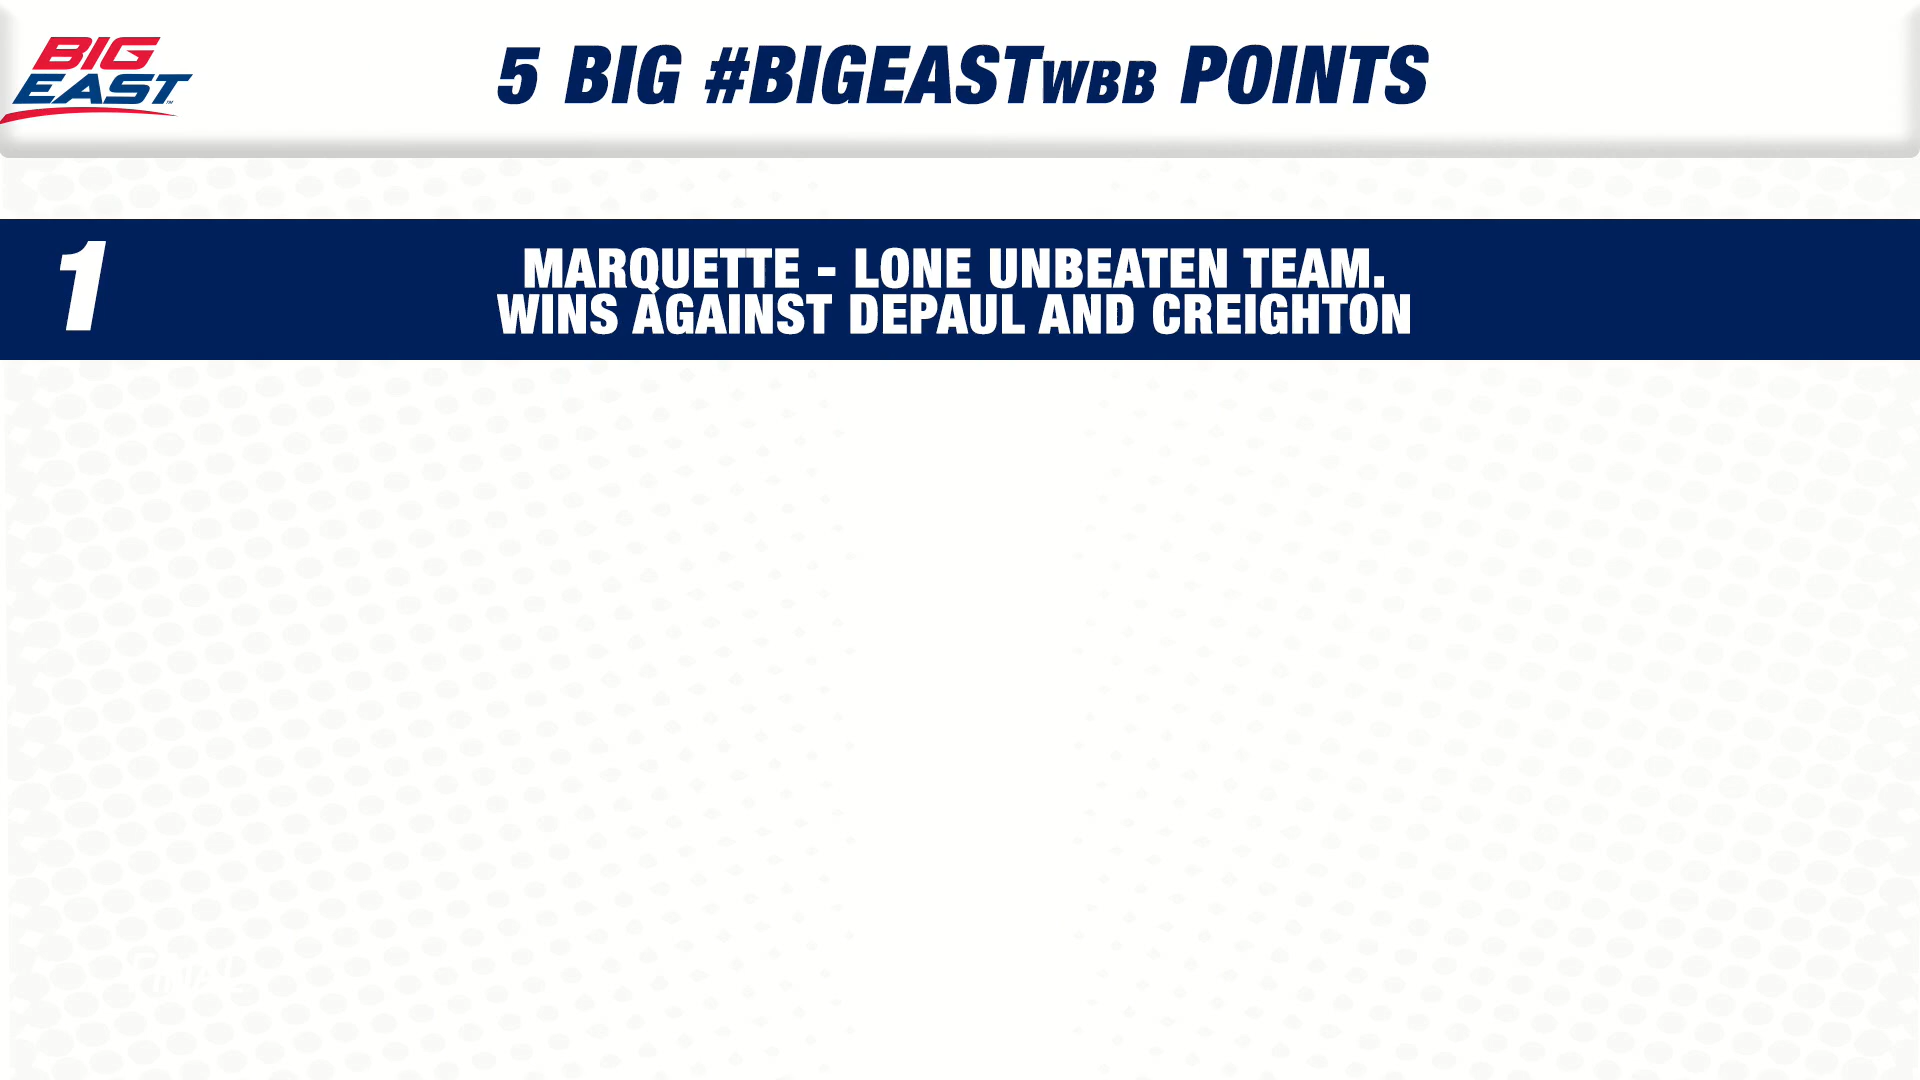 BIG
EAST
5 BIG #BIGEASTWBB POINTS
1
MARQUETTE - LONE UNBEATEN TEAM.
WINS AGAINST DEPAUL AND CREIGHTON